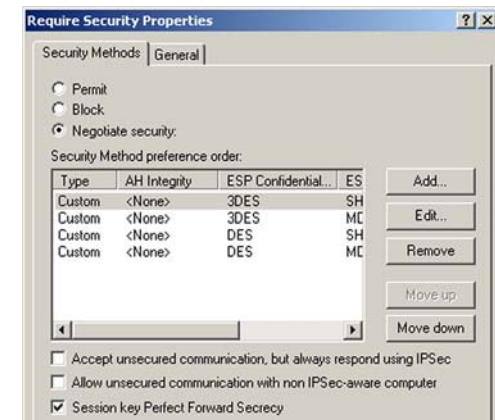 Require Security Properties
Security Methods General
Permit
Block
Negotiate security:
Security Method preference order:
Type AH Integrity ESP Confidential... ES
Custom <None> 3DES SH
Custom <None> 3DES MD
Custom <None> DES SH
Custom <None> DES MD
Add...
Edit...
Remove
Move up
Move down
Accept unsecured communication, but always respond using IPSec
Allow unsecured communication with non IPSec-aware computer
Session key Perfect Forward Secrecy